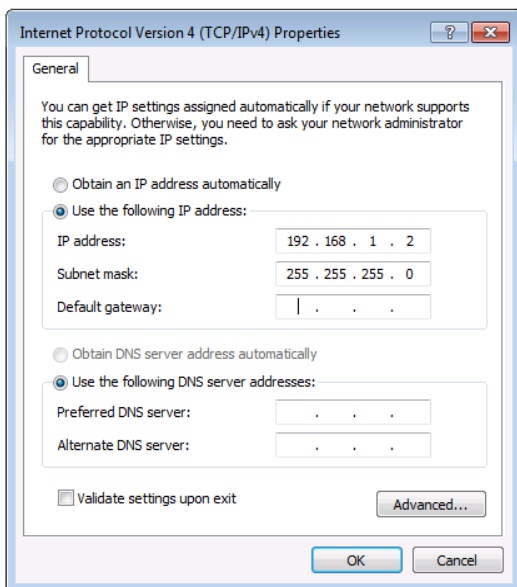 Internet Protocol Version 4 (TCP/IPv4) Properties
?
General
You can get IP settings assigned automatically if your network supports
this capability. Otherwise, you need to ask your network administrator
for the appropriate IP settings.
Obtain an IP address automatically
Use the following IP address:
IP address: 192 . 168 . 1 . 2
Subnet mask: 255 . 255 . 255 . 0
Default gateway: . . .
Obtain DNS server address automatically
Use the following DNS server addresses:
Preferred DNS server: . . .
Alternate DNS server: . . .
Validate settings upon exit
Advanced...
OK Cancel